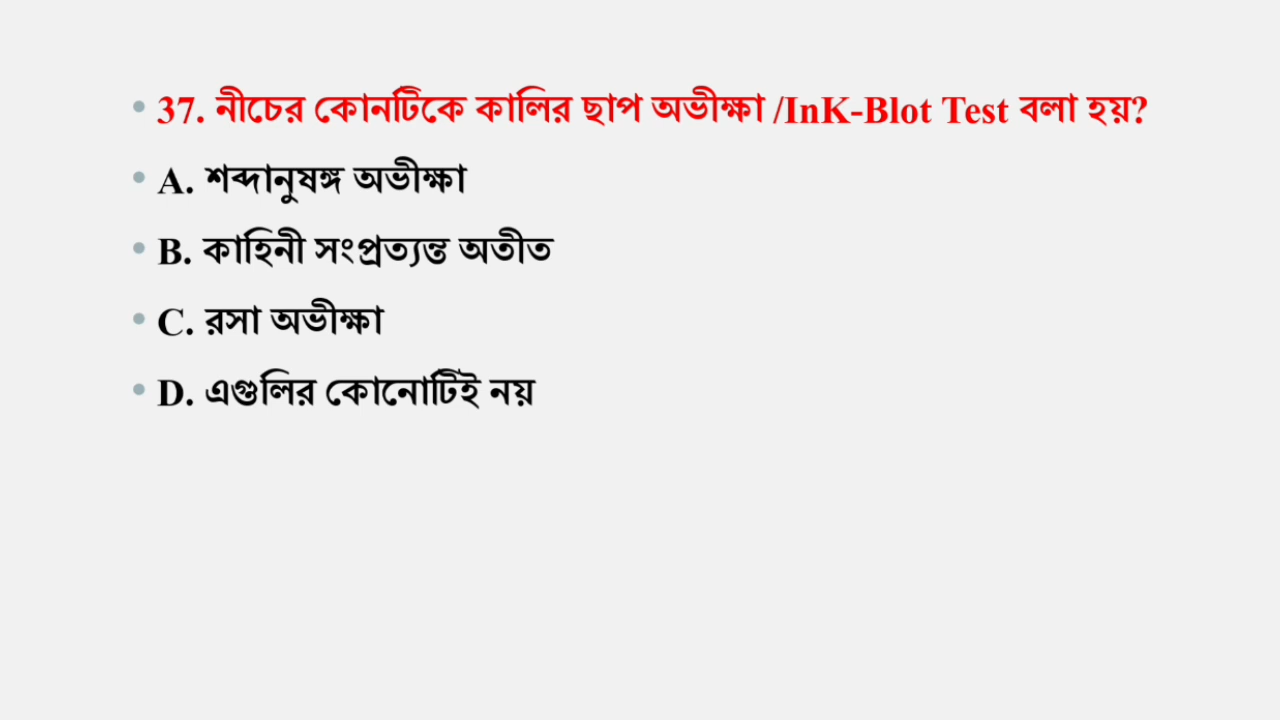 • 37. নীচের কোনটিকে কালির ছাপ অভীক্ষা /InK-Blot Test বলা হয়?
• A. শব্দানুষঙ্গ অভীক্ষা
• B. কাহিনী সংপ্রত্যন্ত অতীত
• C. রসা অভীক্ষা
• D. এগুলির কোনোটিই নয়